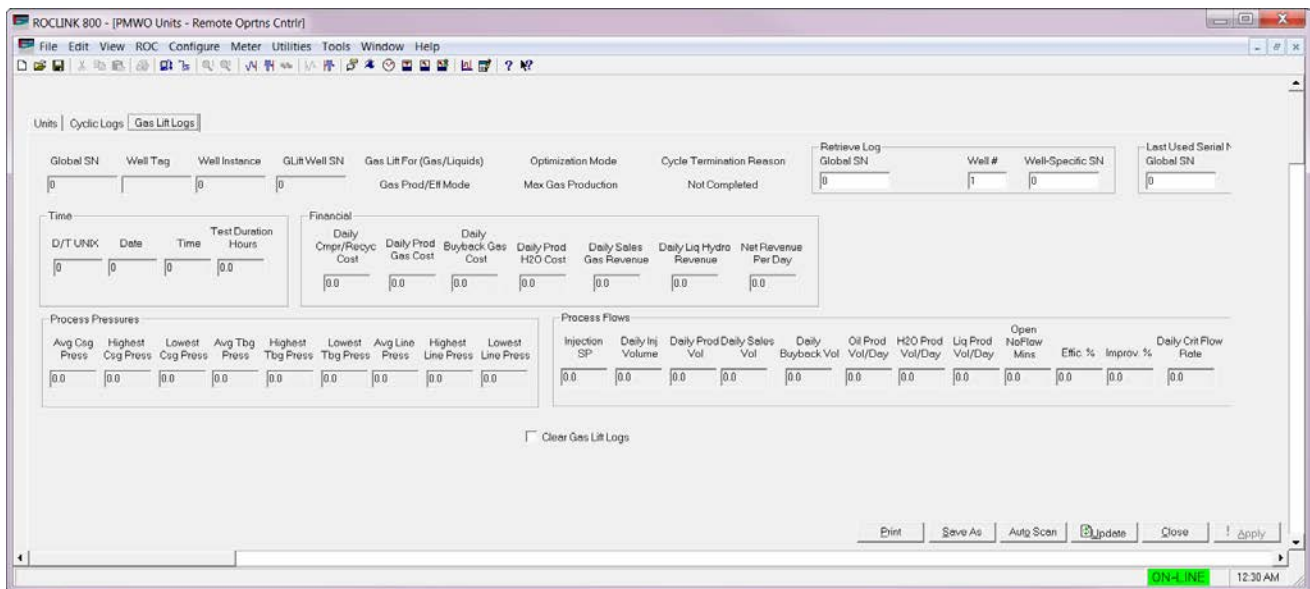 ROCLINK 800 - [PMWO Units - Remote Oprtns Cntrlr]
File Edit View ROC Configure Meter Utilities Tools Window Help
Units Cyclic Logs Gas Lift Logs
Global SN Well Tag Well Instance GLift Well SN Gas Lift For (Gas/Liquids) Optimization Mode Cycle Termination Reason
0 0 0 Gas Prod/Eff Mode Max Gas Production Not Completed
Retrieve Log
Global SN Well # Well-Specific SN
0 1 0
Last Used Serial N
Global SN
0
Time
D/T UNIX Date Time Test Duration Hours
0 0 0 0.0
Financial
Daily Cmpr/Recyc Cost Daily Prod Gas Cost Daily Buyback Gas Cost Daily Prod H2O Cost Daily Sales Gas Revenue Daily Liq Hydro Revenue Net Revenue Per Day
0.0 0.0 0.0 0.0 0.0 0.0 0.0
Process Pressures
Avg Csg Press Highest Csg Press Lowest Csg Press Avg Tbg Press Highest Tbg Press Lowest Tbg Press Avg Line Press Highest Line Press Lowest Line Press
0.0 0.0 0.0 0.0 0.0 0.0 0.0 0.0 0.0
Process Flows
Injection SP Daily Inj Volume Daily Prod Vol Daily Sales Vol Daily Buyback Vol Oil Prod Vol/Day H2O Prod Vol/Day Liq Prod Vol/Day Open NoFlow Mins Effic. % Improv. % Daily Crit Flow Rate
0.0 0.0 0.0 0.0 0.0 0.0 0.0 0.0 0.0 0.0 0.0 0.0
Clear Gas Lift Logs
Print Save As Auto Scan Update Close ! Apply
ON-LINE 12:30 AM